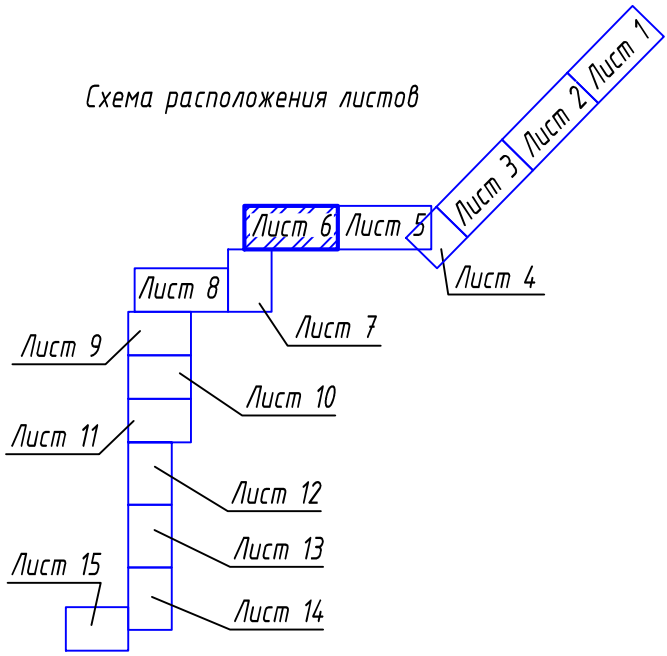 Лист 1
Схема расположения листов
Лист 2
Лист 3
Лист 6
Лист 5
Лист 4
Лист 8
Лист 7
Лист 9
Лист 10
Лист 11
Лист 12
Лист 13
Лист 15
Лист 14